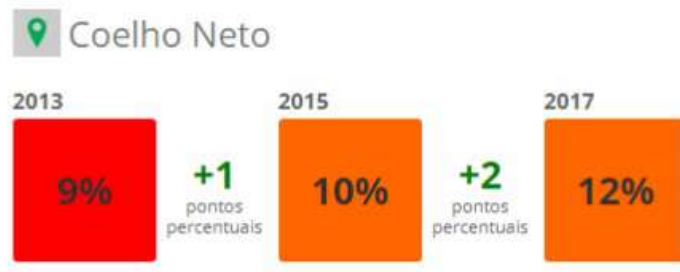 Coelho Neto
2013
2015
2017
9%
+1
pontos
percentuais
10%
+2
pontos
percentuais
12%